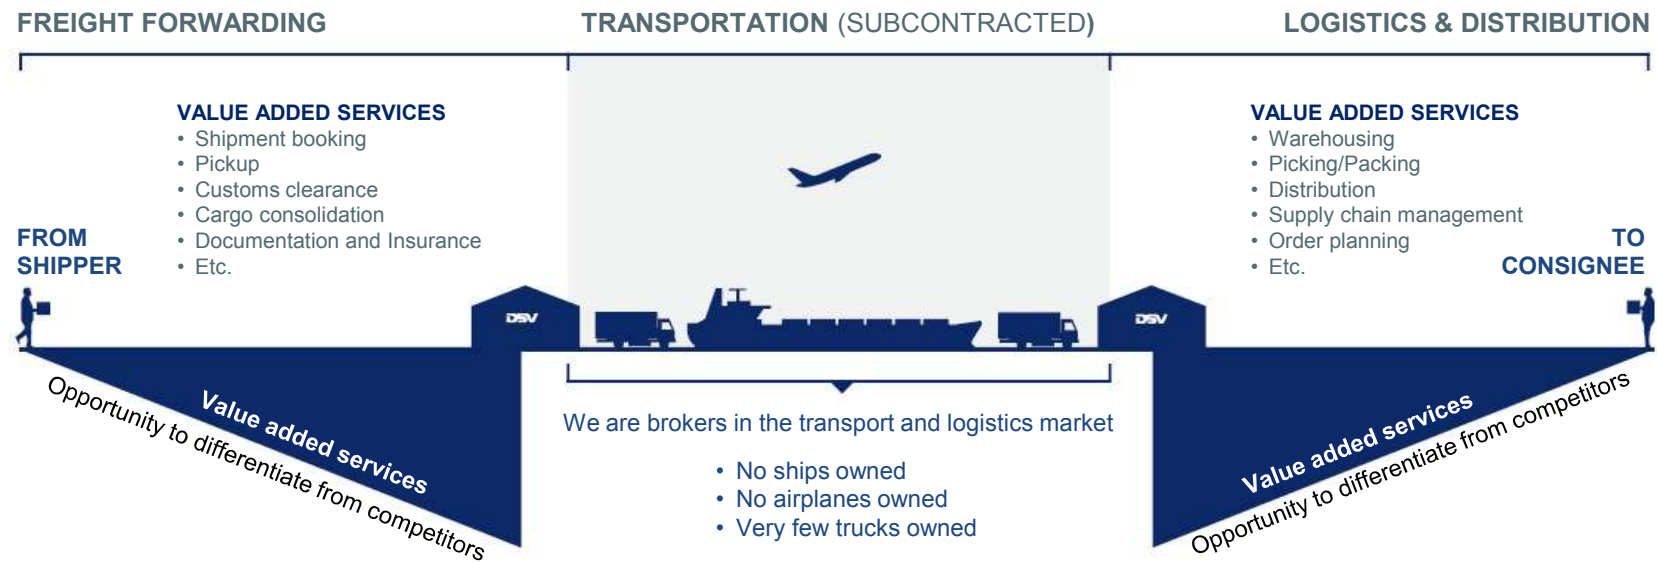 FREIGHT FORWARDING
TRANSPORTATION (SUBCONTRACTED)
LOGISTICS & DISTRIBUTION
VALUE ADDED SERVICES
• Shipment booking
• Pickup
• Customs clearance
• Cargo consolidation
• Documentation and Insurance
• Etc.
FROM
SHIPPER
VALUE ADDED SERVICES
• Warehousing
• Picking/Packing
• Distribution
• Supply chain management
• Order planning
• Etc.
TO
CONSIGNEE
DSV
DSV
Value added services
Opportunity to differentiate from competitors
We are brokers in the transport and logistics market
• No ships owned
• No airplanes owned
• Very few trucks owned
Value added services
Opportunity to differentiate from competitors